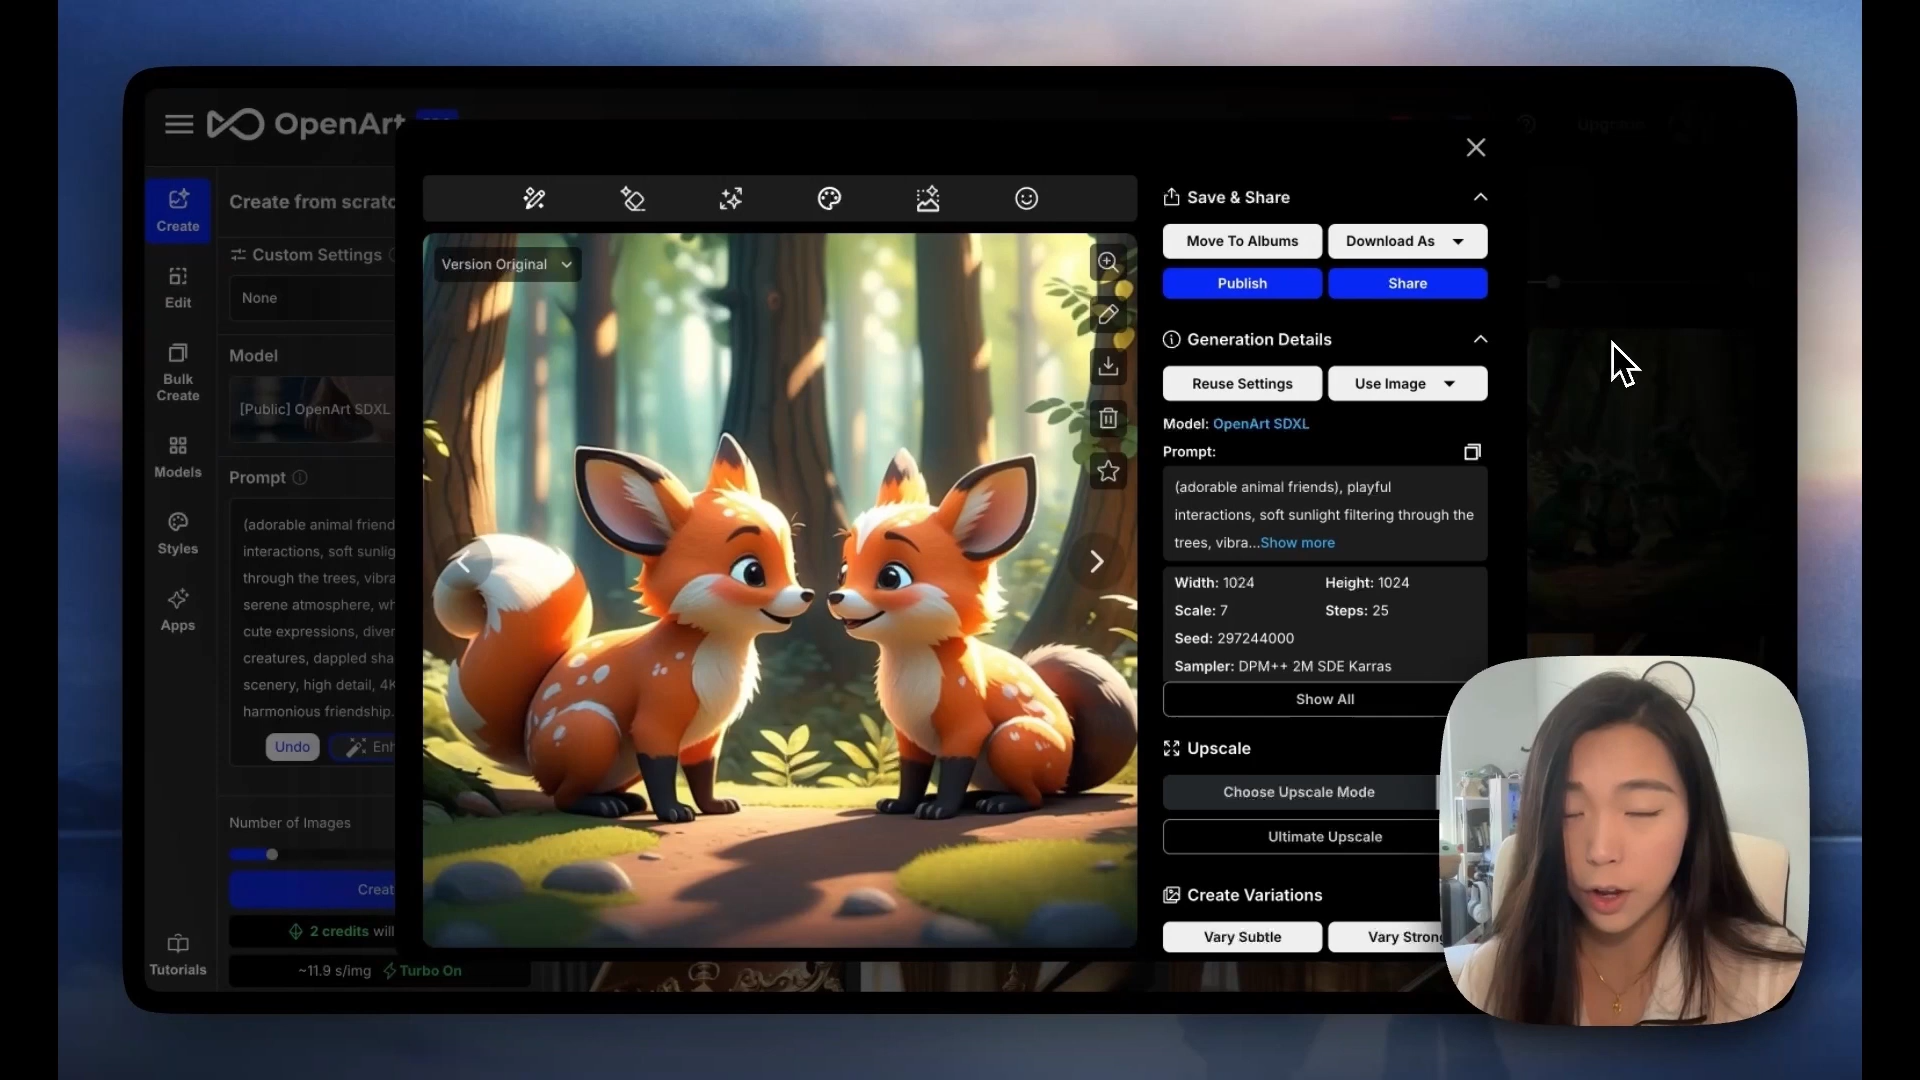 OpenArt
Create
Edit
Bulk
Create
Models
Styles
Apps
Tutorials
Create from scratc
Custom Settings
None
Model
[Public] OpenArt SDXL
Prompt
(adorable animal friend
interactions, soft sunlig
through the trees, vibra
serene atmosphere, wh
cute expressions, diver
creatures, dappled sha
scenery, high detail, 4K
harmonious friendship.
Undo
Enh
Number of Images
Creat
2 credits will
~11.9 s/img Turbo On
Version Original
Upgrade
Save & Share
Move To Albums Download As
Publish Share
Generation Details
Reuse Settings Use Image
Model: OpenArt SDXL
Prompt:
(adorable animal friends), playful
interactions, soft sunlight filtering through the
trees, vibra...Show more
Width: 1024 Height: 1024
Scale: 7 Steps: 25
Seed: 297244000
Sampler: DPM++ 2M SDE Karras
Show All
Upscale
Choose Upscale Mode
Ultimate Upscale
Create Variations
Vary Subtle Vary Strong